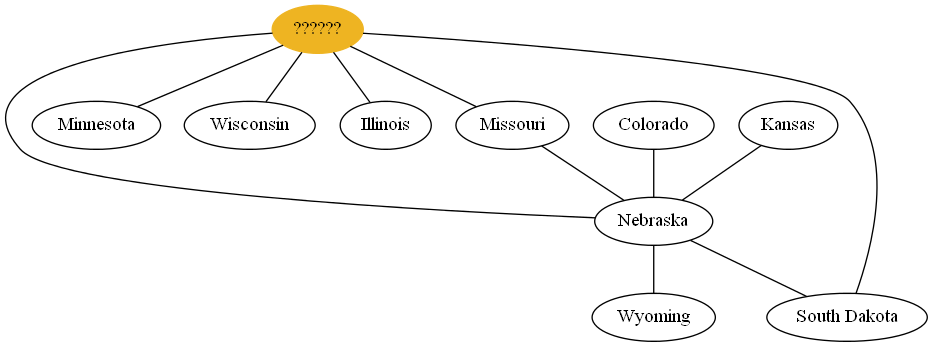 ??????
Minnesota
Wisconsin
Illinois
Missouri
Colorado
Kansas
Nebraska
Wyoming
South Dakota